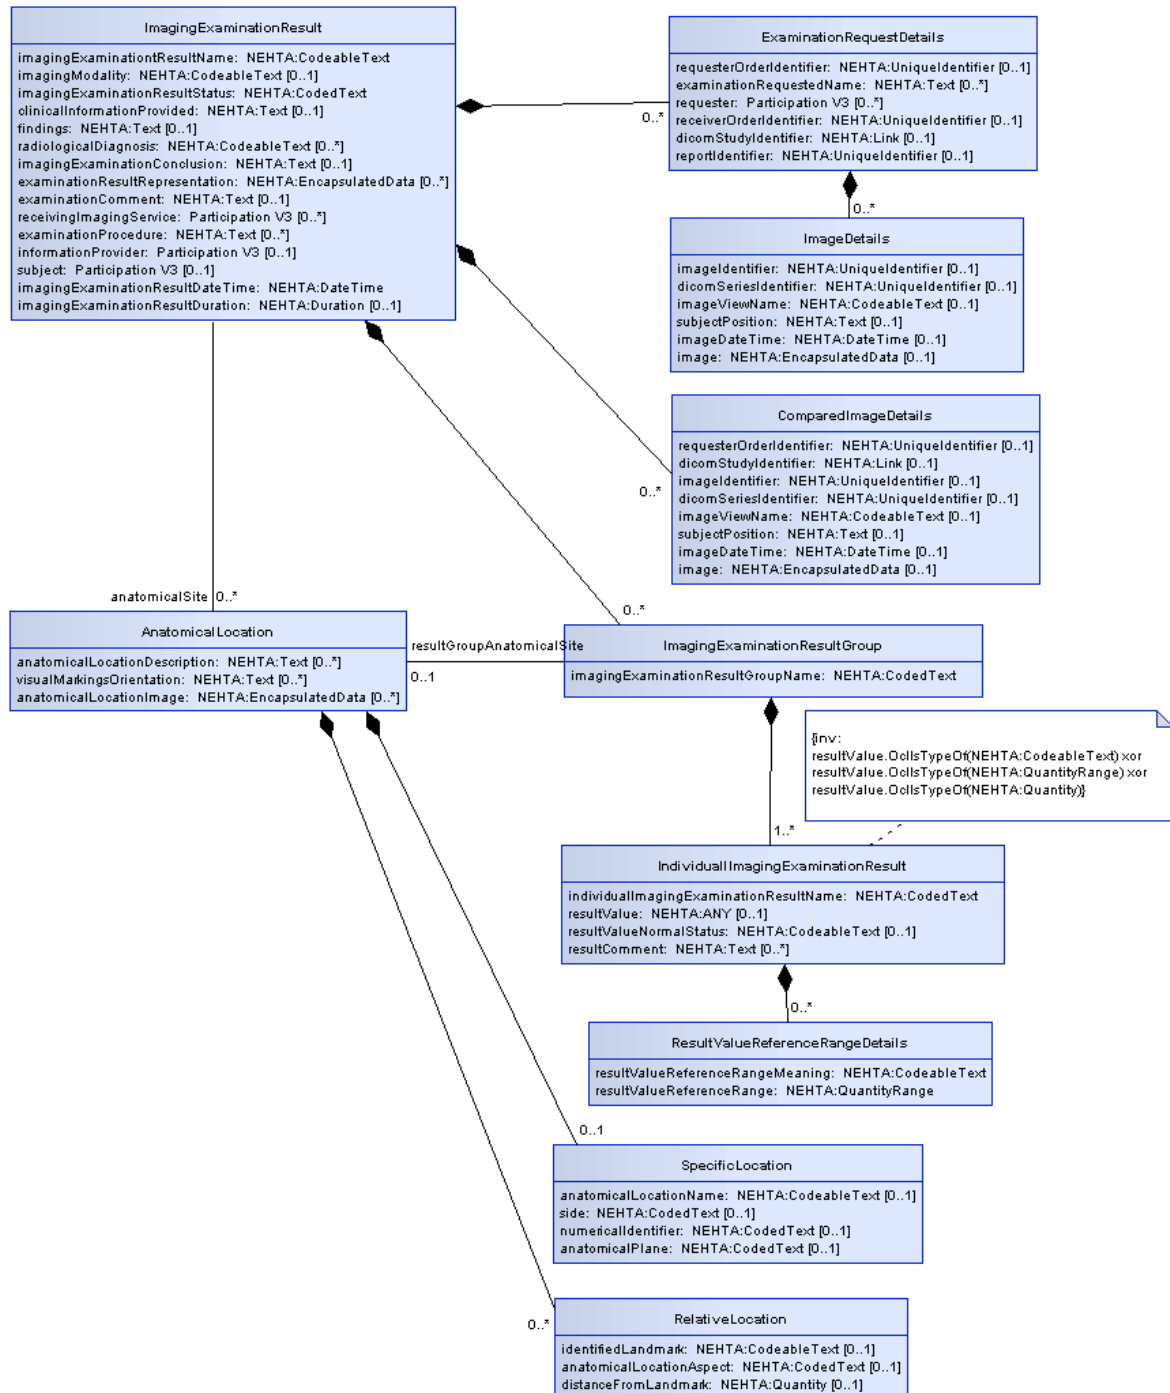 ImagingExaminationResult
imagingExaminationtResultName: NEHTA:CodeableText
imagingModality: NEHTA:CodeableText [0..1]
imagingExaminationResultStatus: NEHTA:CodedText
clinicalInformationProvided: NEHTA:Text [0..1]
findings: NEHTA:Text [0..1]
radiologicalDiagnosis: NEHTA:CodeableText [0..*]
imagingExaminationConclusion: NEHTA:Text [0..1]
examinationResultRepresentation: NEHTA:EncapsulatedData [0..*]
examinationComment: NEHTA:Text [0..1]
receivingImagingService: Participation V3 [0..*]
examinationProcedure: NEHTA:Text [0..*]
informationProvider: Participation V3 [0..1]
subject: Participation V3 [0..1]
imagingExaminationResultDateTime: NEHTA:DateTime
imagingExaminationResultDuration: NEHTA:Duration [0..1]
ExaminationRequestDetails
requesterOrderIdentifier: NEHTA:UniqueIdentifier [0..1]
examinationRequestedName: NEHTA:Text [0..*]
requester: Participation V3 [0..*]
receiverOrderIdentifier: NEHTA:UniqueIdentifier [0..1]
dicomStudyIdentifier: NEHTA:Link [0..1]
reportIdentifier: NEHTA:UniqueIdentifier [0..1]
0..*
0..*
ImageDetails
imageIdentifier: NEHTA:UniqueIdentifier [0..1]
dicomSeriesIdentifier: NEHTA:UniqueIdentifier [0..1]
imageViewName: NEHTA:CodeableText [0..1]
subjectPosition: NEHTA:Text [0..1]
imageDateTime: NEHTA:DateTime [0..1]
image: NEHTA:EncapsulatedData [0..1]
ComparedImageDetails
requesterOrderIdentifier: NEHTA:UniqueIdentifier [0..1]
dicomStudyIdentifier: NEHTA:Link [0..1]
imageIdentifier: NEHTA:UniqueIdentifier [0..1]
dicomSeriesIdentifier: NEHTA:UniqueIdentifier [0..1]
imageViewName: NEHTA:CodeableText [0..1]
subjectPosition: NEHTA:Text [0..1]
imageDateTime: NEHTA:DateTime [0..1]
image: NEHTA:EncapsulatedData [0..1]
0..*
anatomicalSite 0..*
0..*
AnatomicalLocation
anatomicalLocationDescription: NEHTA:Text [0..*]
visualMarkingsOrientation: NEHTA:Text [0..*]
anatomicalLocationImage: NEHTA:EncapsulatedData [0..*]
resultGroupAnatomicalSite
0..1
ImagingExaminationResultGroup
imagingExaminationResultGroupName: NEHTA:CodedText
{inv:
resultValue.OclIsTypeOf(NEHTA:CodeableText) xor
resultValue.OclIsTypeOf(NEHTA:QuantityRange) xor
resultValue.OclIsTypeOf(NEHTA:Quantity)}
1..*
IndividualImagingExaminationResult
individualImagingExaminationResultName: NEHTA:CodedText
resultValue: NEHTA:ANY [0..1]
resultValueNormalStatus: NEHTA:CodeableText [0..1]
resultComment: NEHTA:Text [0..*]
0..*
ResultValueReferenceRangeDetails
resultValueReferenceRangeMeaning: NEHTA:CodeableText
resultValueReferenceRange: NEHTA:QuantityRange
0..1
SpecificLocation
anatomicalLocationName: NEHTA:CodeableText [0..1]
side: NEHTA:CodedText [0..1]
numericalIdentifier: NEHTA:CodedText [0..1]
anatomicalPlane: NEHTA:CodedText [0..1]
0..*
RelativeLocation
identifiedLandmark: NEHTA:CodeableText [0..1]
anatomicalLocationAspect: NEHTA:CodedText [0..1]
distanceFromLandmark: NEHTA:Quantity [0..1]